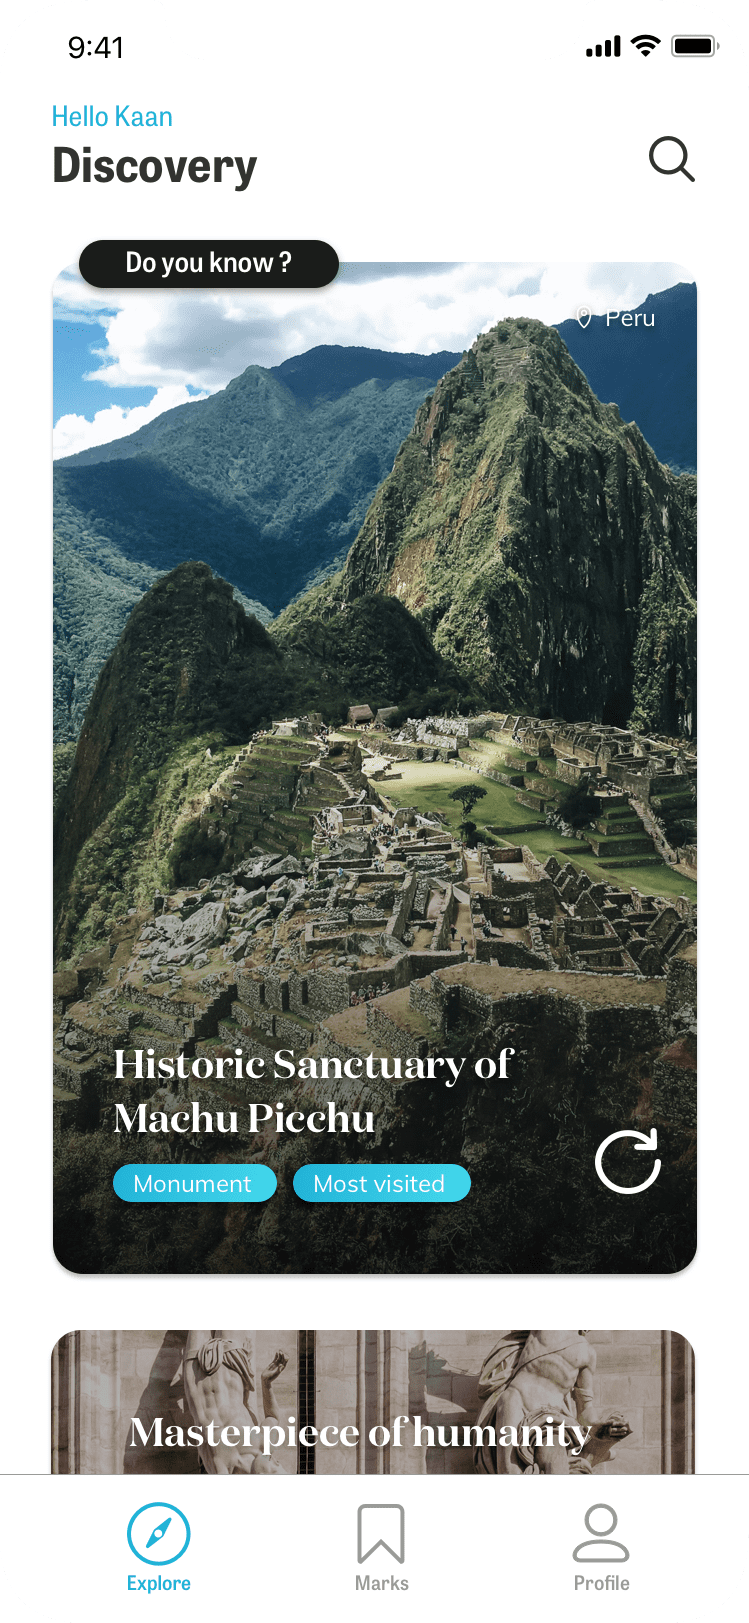 9:41
Hello Kaan
Discovery
Do you know ?
Peru
Historic Sanctuary of
Machu Picchu
Monument
Most visited
Masterpiece of humanity
Explore
Marks
Profile